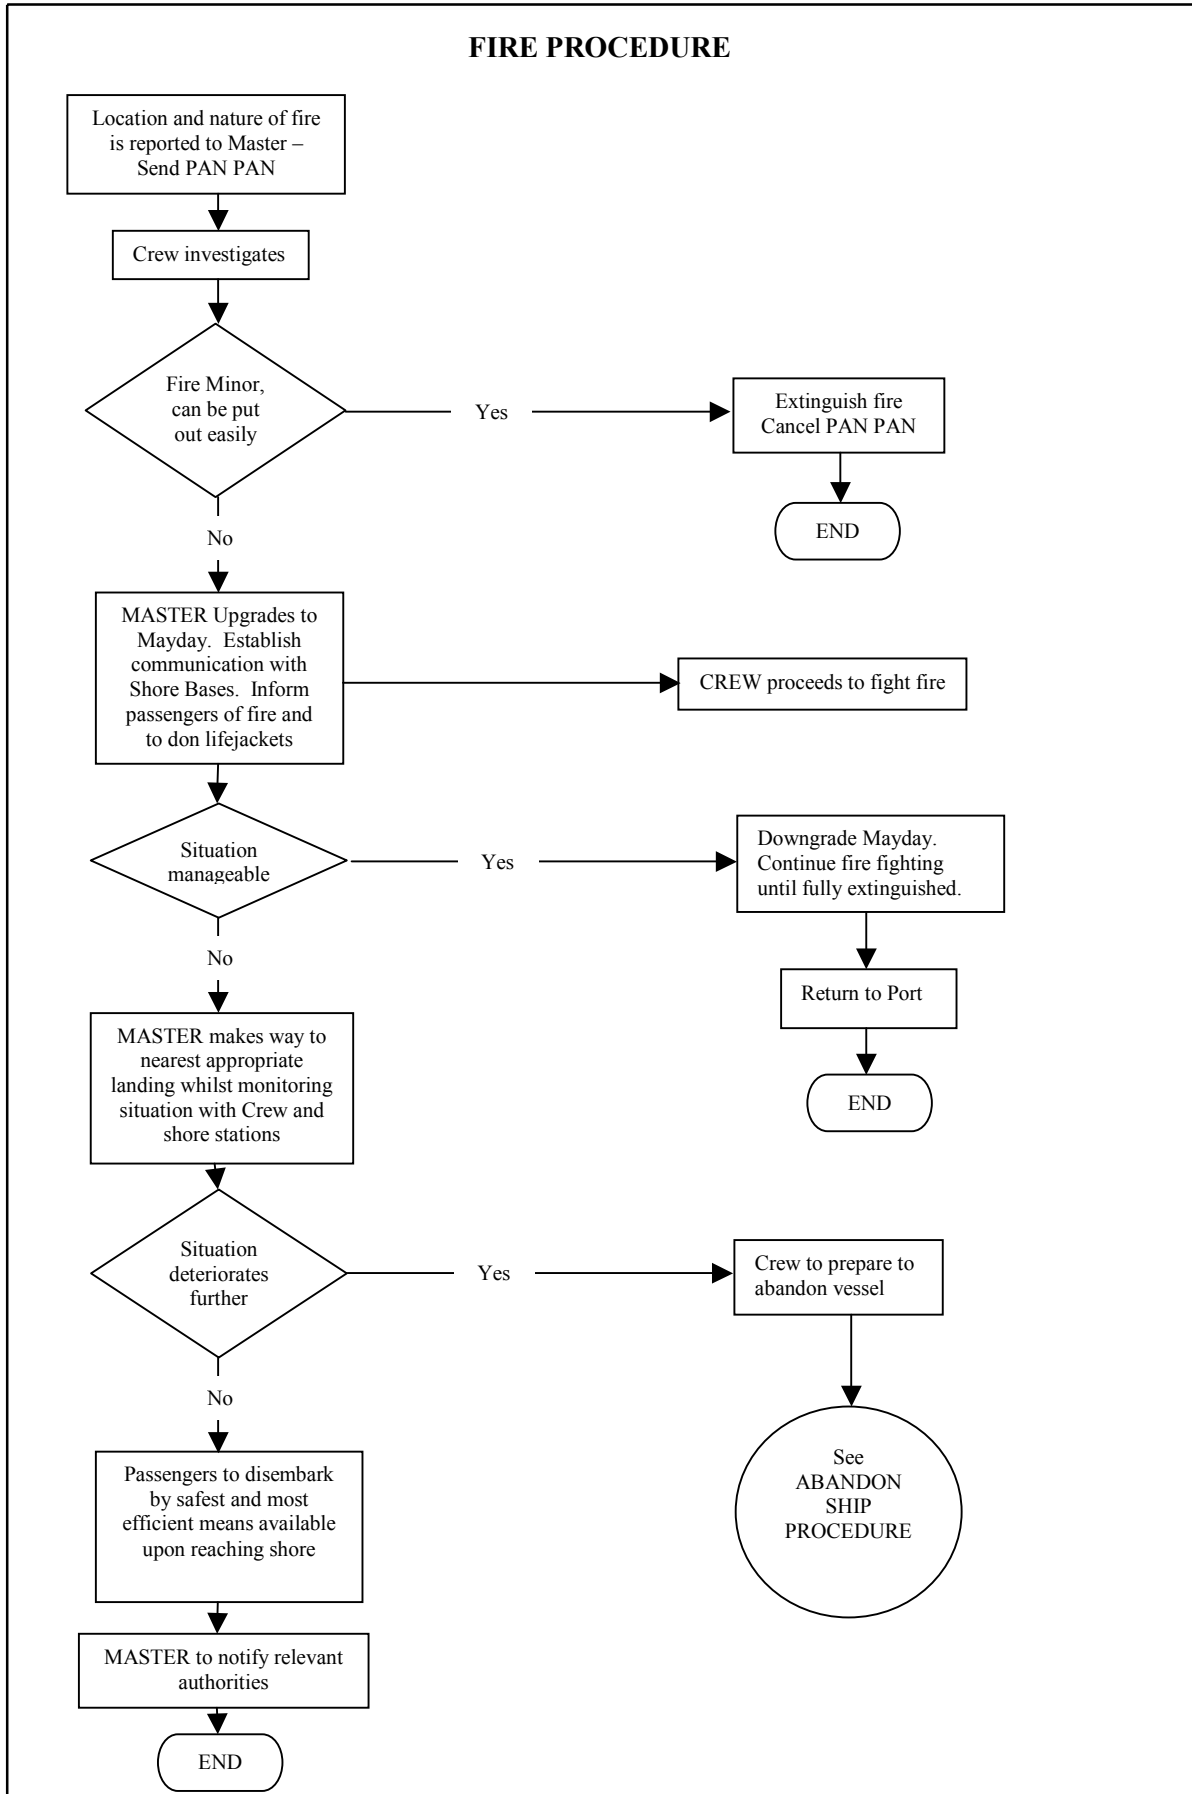 FIRE PROCEDURE
Location and nature of fire
is reported to Master –
Send PAN PAN
Crew investigates
Fire Minor,
can be put
out easily
Yes
Extinguish fire
Cancel PAN PAN
END
No
MASTER Upgrades to
Mayday.  Establish
communication with
Shore Bases.  Inform
passengers of fire and
to don lifejackets
CREW proceeds to fight fire
Situation
manageable
Yes
Downgrade Mayday.
Continue fire fighting
until fully extinguished.
Return to Port
END
No
MASTER makes way to
nearest appropriate
landing whilst monitoring
situation with Crew and
shore stations
Situation
deteriorates
further
Yes
Crew to prepare to
abandon vessel
See
ABANDON
SHIP
PROCEDURE
No
Passengers to disembark
by safest and most
efficient means available
upon reaching shore
MASTER to notify relevant
authorities
END